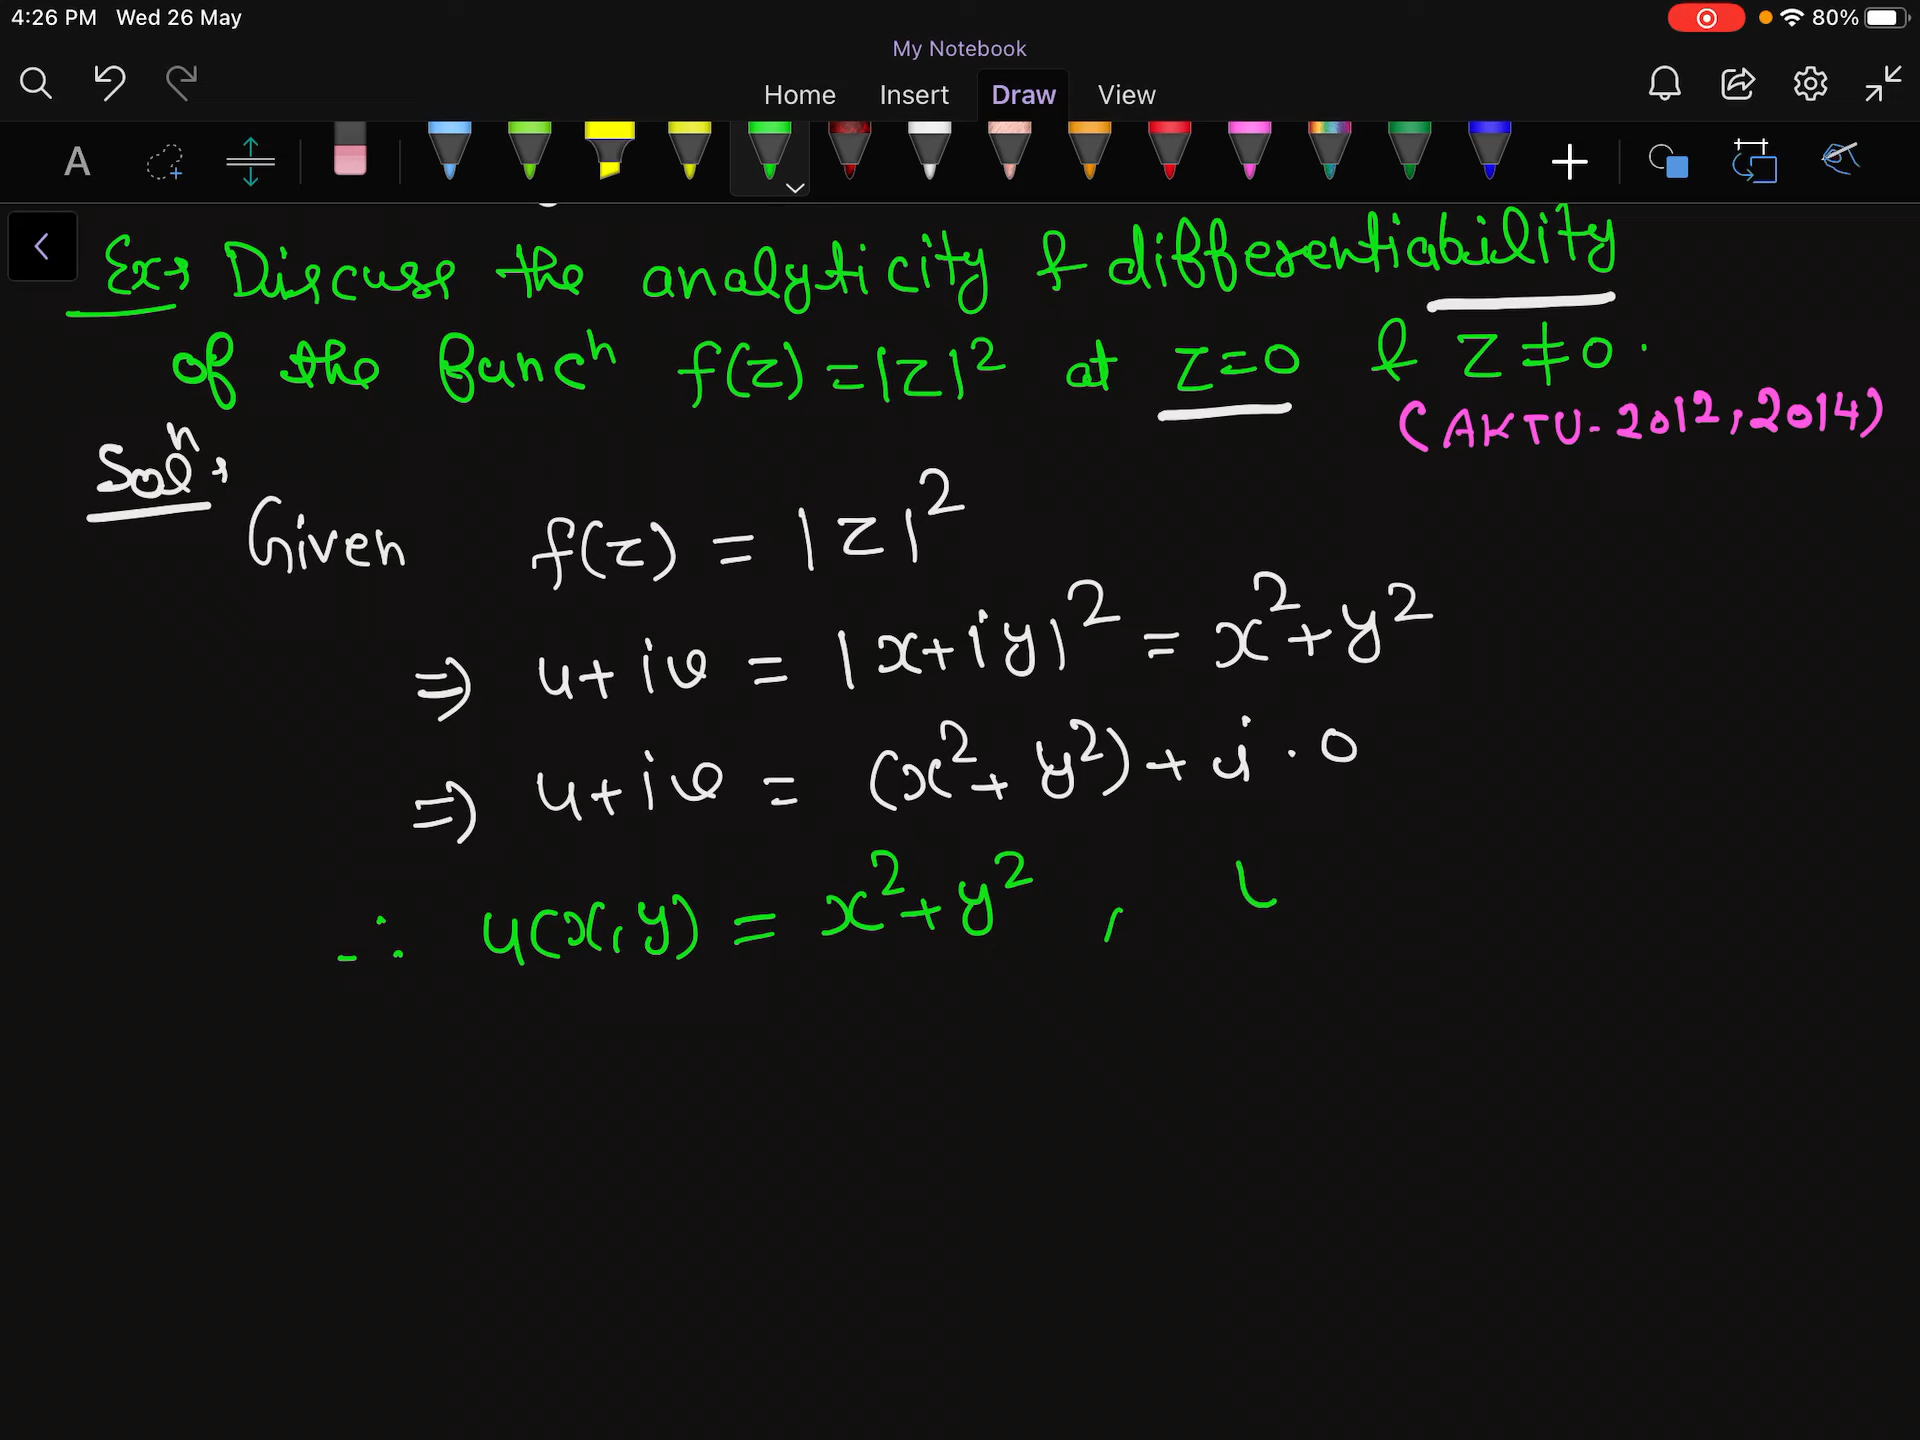 4:26 PM Wed 26 May 80%
My Notebook
Home Insert Draw View
A
Ex→ Discuss the analyticity & differentiability
of the funcⁿ f(z) = |z|² at z=0 & z≠0.
(AKTU-2012,2014)
Solⁿ→
Given f(z) = |z|²
⇒ u+iv = |x+iy|² = x²+y²
⇒ u+iv = (x²+y²)+i·0
∴ u(x,y) = x²+y² ,